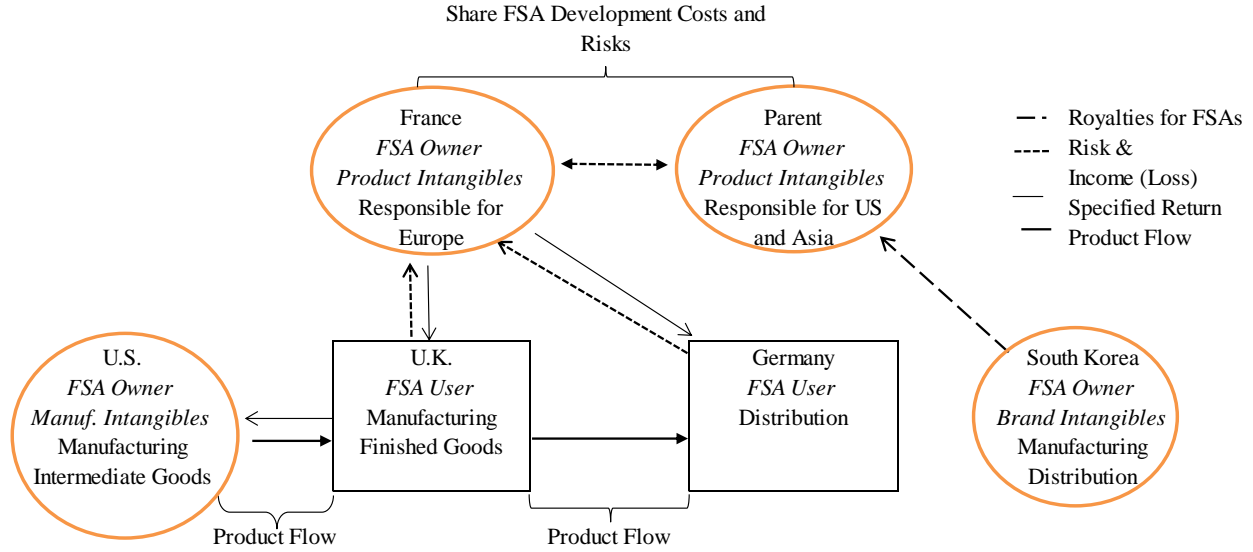 Share FSA Development Costs and
Risks
France
FSA Owner
Product Intangibles
Responsible for
Europe
Parent
FSA Owner
Product Intangibles
Responsible for US
and Asia
Royalties for FSAs
Risk &
Income (Loss)
Specified Return
Product Flow
U.S.
FSA Owner
Manuf. Intangibles
Manufacturing
Intermediate Goods
U.K.
FSA User
Manufacturing
Finished Goods
Germany
FSA User
Distribution
South Korea
FSA Owner
Brand Intangibles
Manufacturing
Distribution
Product Flow
Product Flow